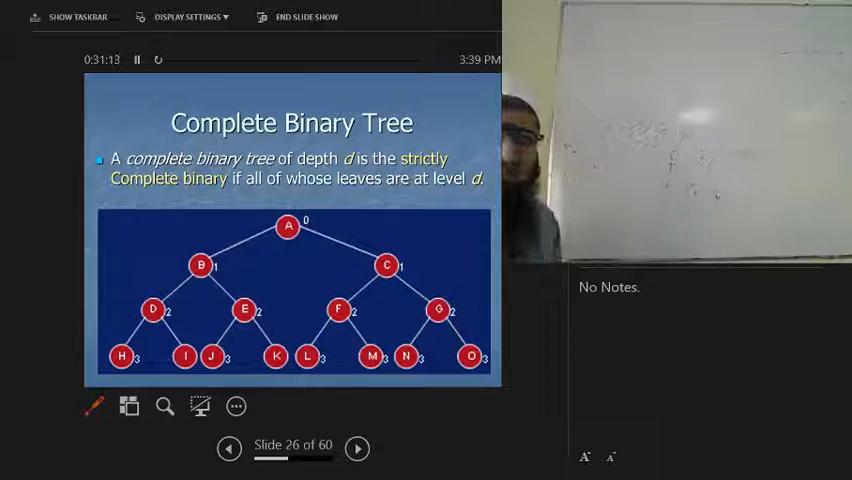 SHOW TASKBAR
DISPLAY SETTINGS ▼
END SLIDE SHOW
0:31:13
3:39 PM
Complete Binary Tree
A complete binary tree of depth d is the strictly
Complete binary if all of whose leaves are at level d.
A 0
B 1 C 1
D 2 E 2 F 2 G 2
H 3 I J 3 K L 3 M 3 N 3 O 3
No Notes.
Slide 26 of 60
A A